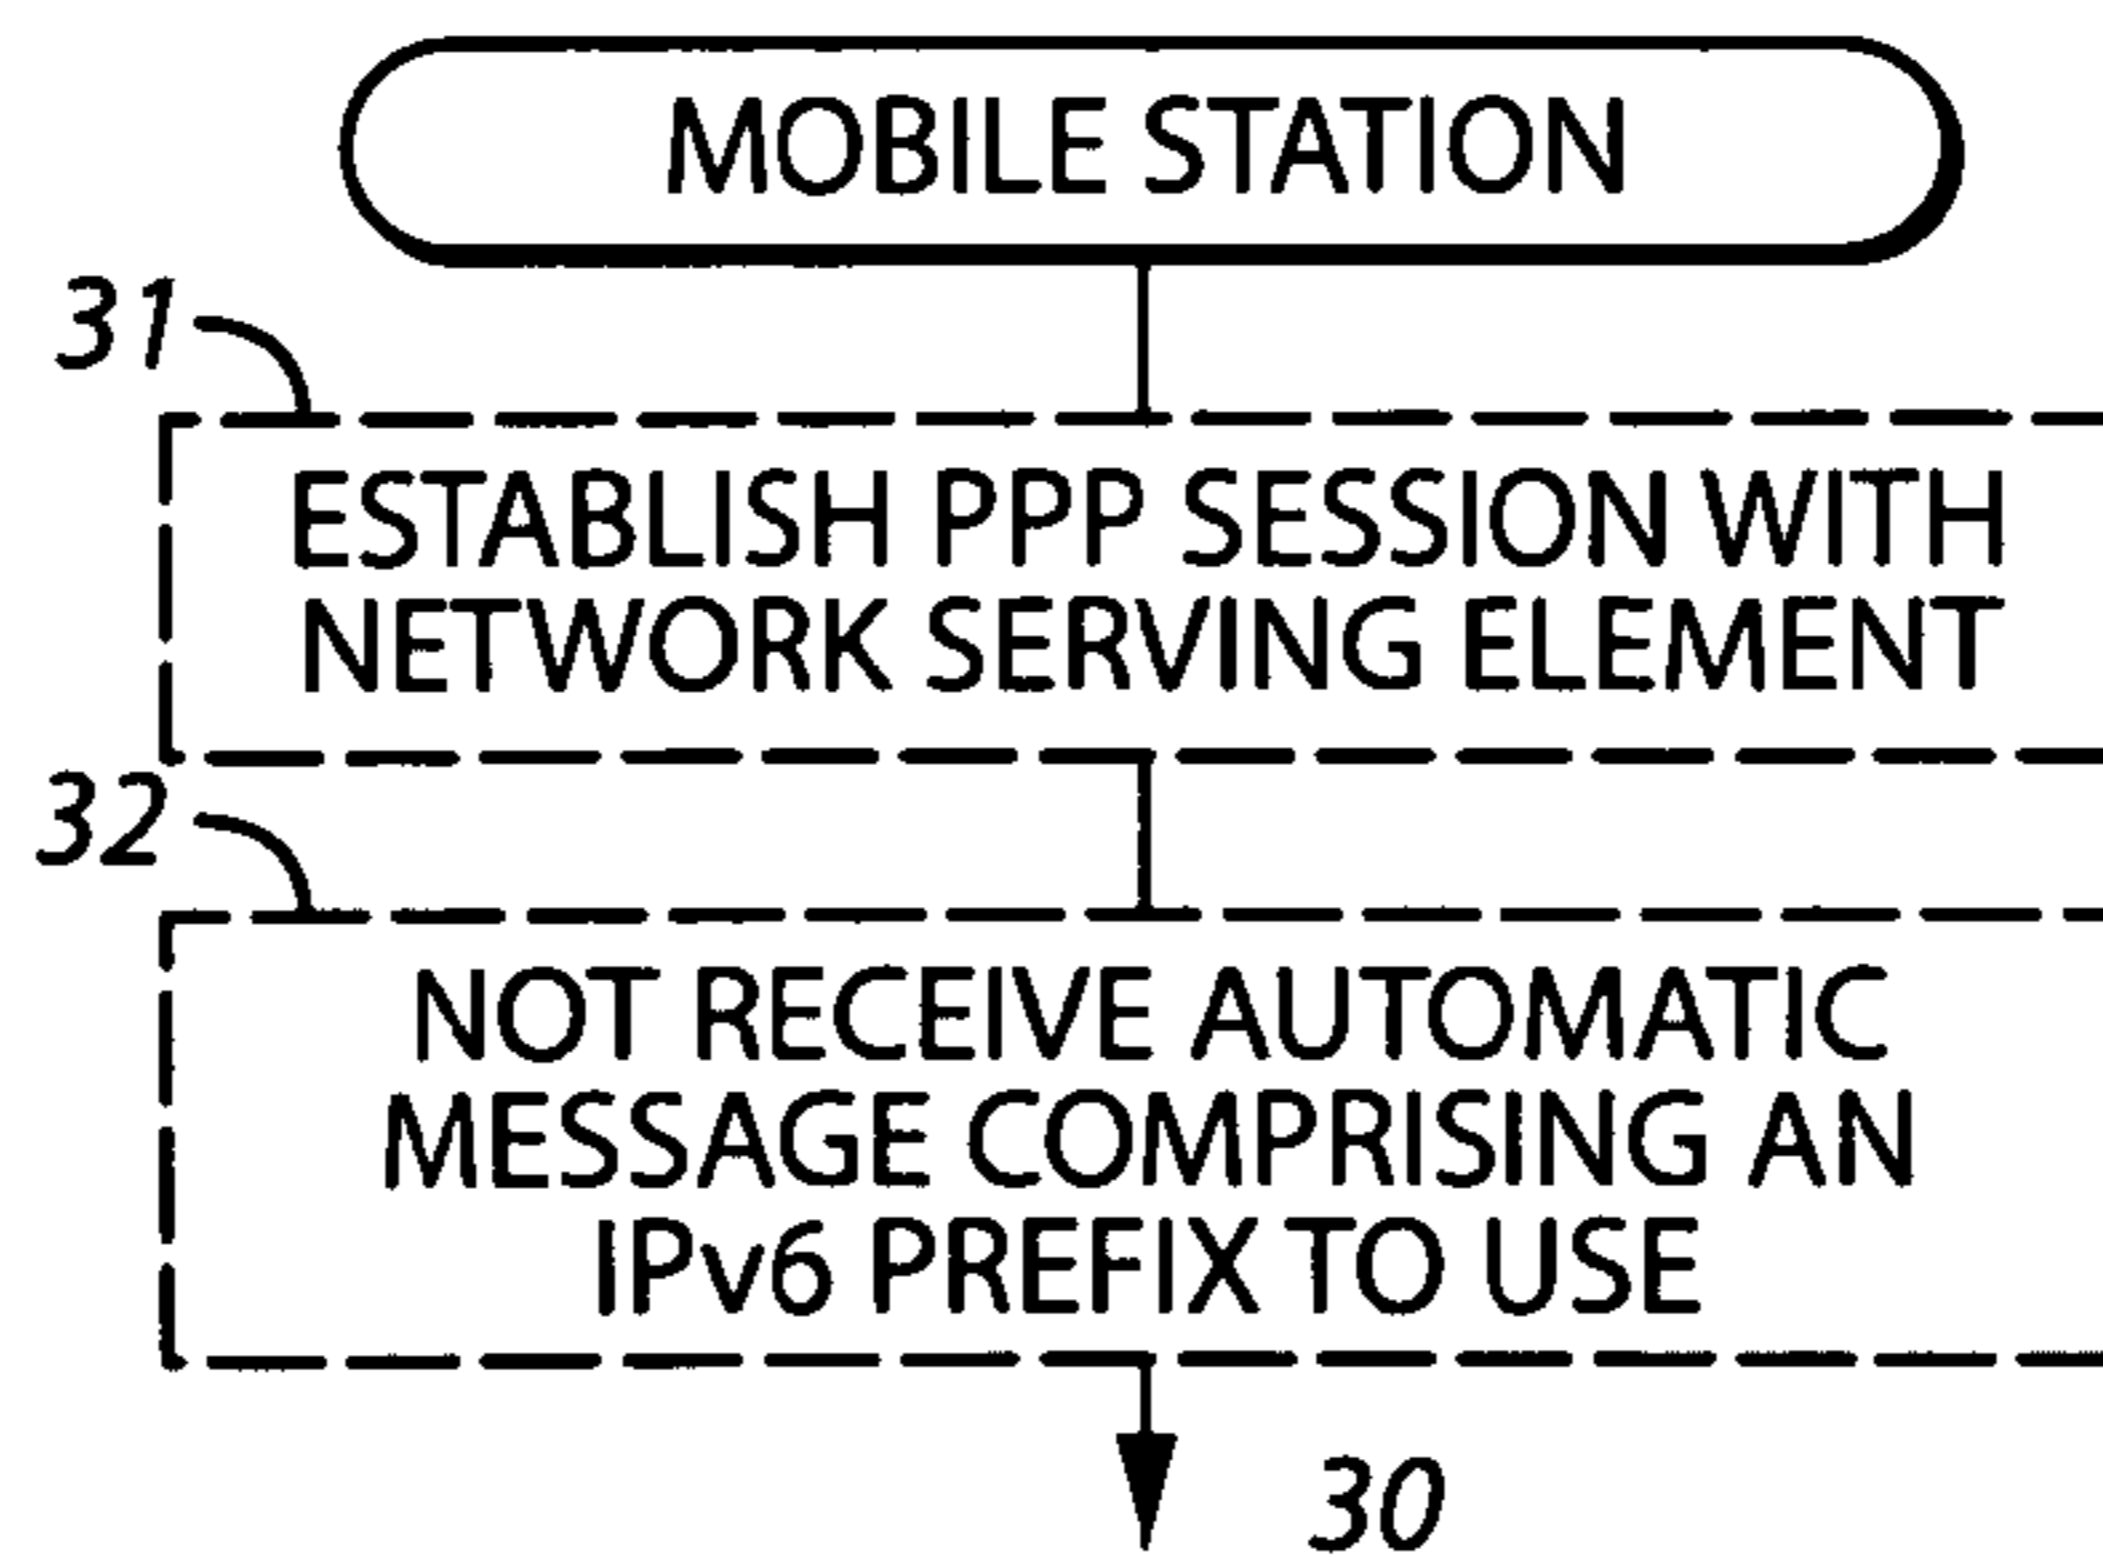 MOBILE STATION
31
ESTABLISH PPP SESSION WITH
NETWORK SERVING ELEMENT
32
NOT RECEIVE AUTOMATIC
MESSAGE COMPRISING AN
IPv6 PREFIX TO USE
30